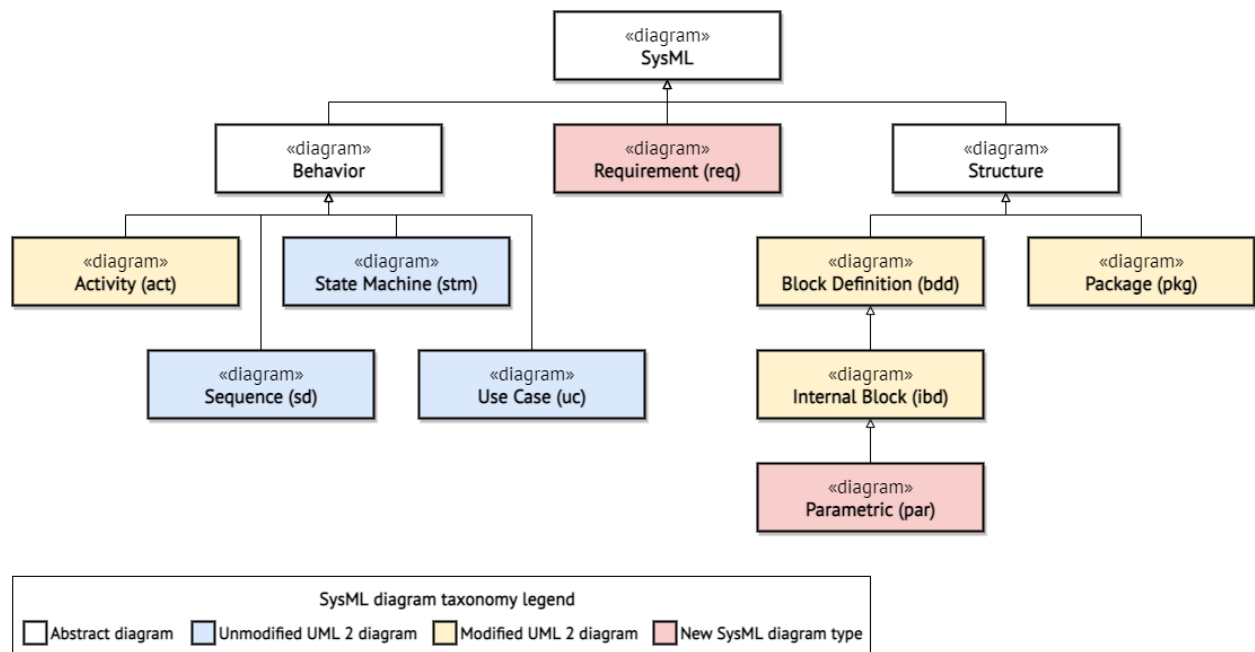 «diagram»
SysML
«diagram»
Behavior
«diagram»
Requirement (req)
«diagram»
Structure
«diagram»
Activity (act)
«diagram»
State Machine (stm)
«diagram»
Block Definition (bdd)
«diagram»
Package (pkg)
«diagram»
Sequence (sd)
«diagram»
Use Case (uc)
«diagram»
Internal Block (ibd)
«diagram»
Parametric (par)
SysML diagram taxonomy legend
Abstract diagram
Unmodified UML 2 diagram
Modified UML 2 diagram
New SysML diagram type